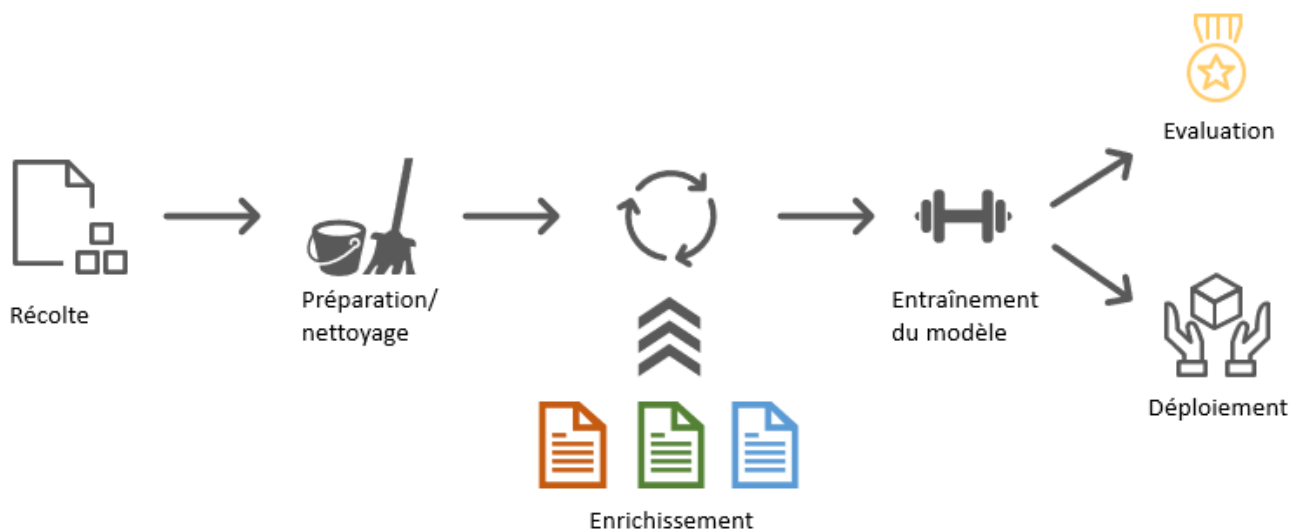 Récolte
Préparation/
nettoyage
Enrichissement
Entraînement
du modèle
Evaluation
Déploiement